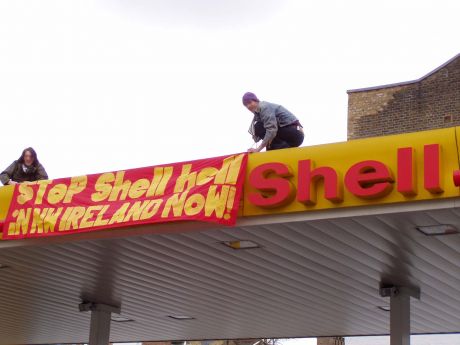 STOP Shell hell
iN NW IRELAND NOW!
Shell